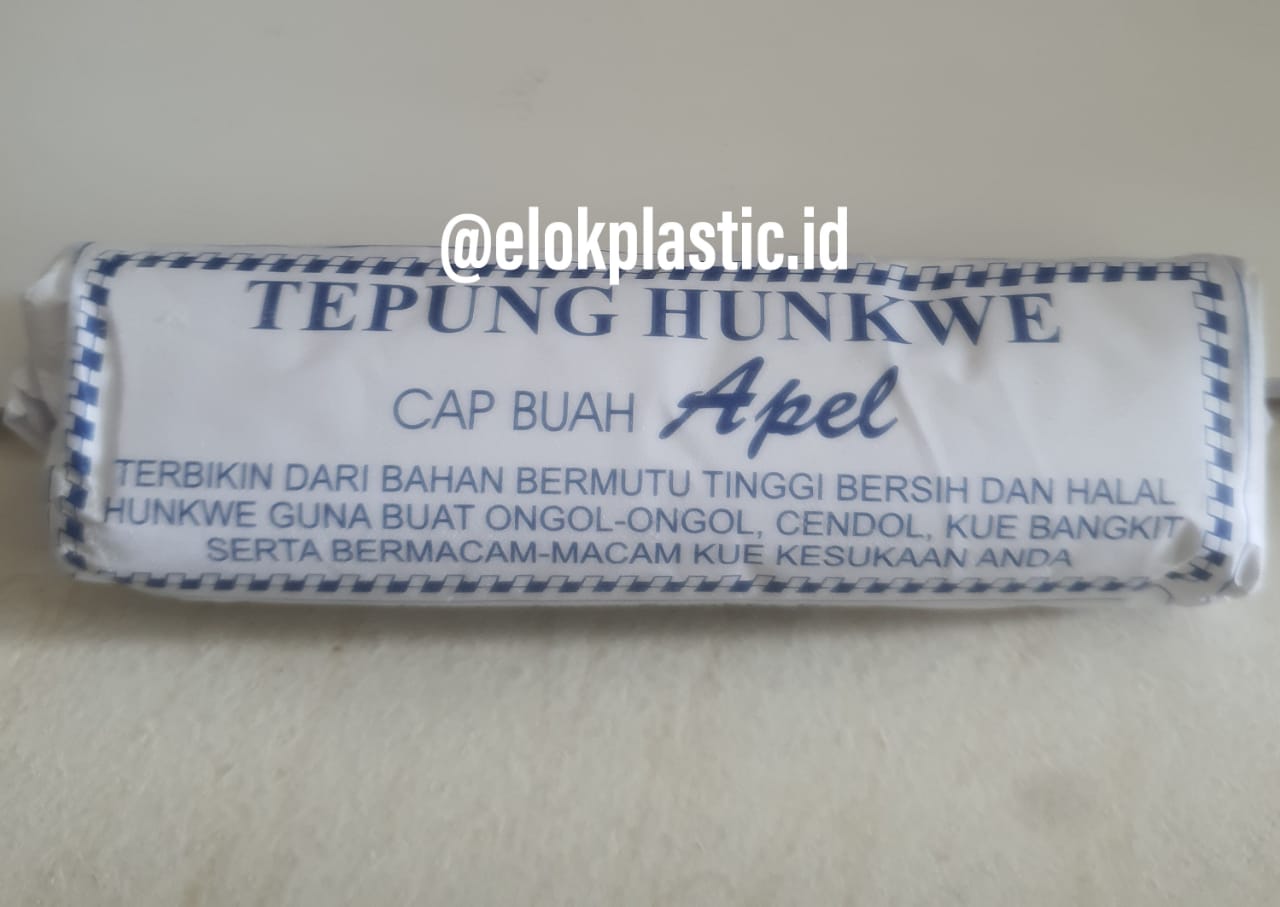 @elokplastic.id
TEPUNG HUNKWE
CAP BUAH Apel
TERBIKIN DARI BAHAN BERMUTU TINGGI BERSIH DAN HALAL
HUNKWE GUNA BUAT ONGOL-ONGOL, CENDOL, KUE BANGKIT
SERTA BERMACAM-MACAM KUE KESUKAAN ANDA